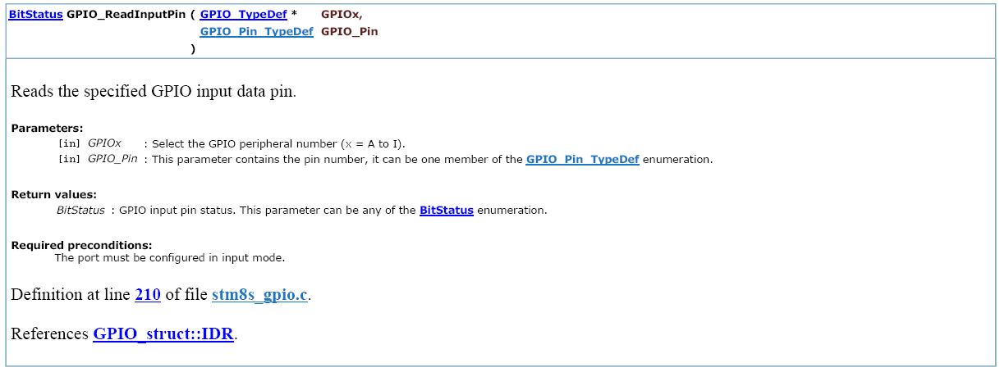 BitStatus GPIO_ReadInputPin ( GPIO_TypeDef * GPIOx,
GPIO_Pin_TypeDef GPIO_Pin
)
Reads the specified GPIO input data pin.
Parameters:
[in] GPIOx : Select the GPIO peripheral number (x = A to I).
[in] GPIO_Pin : This parameter contains the pin number, it can be one member of the GPIO_Pin_TypeDef enumeration.
Return values:
BitStatus : GPIO input pin status. This parameter can be any of the BitStatus enumeration.
Required preconditions:
The port must be configured in input mode.
Definition at line 210 of file stm8s_gpio.c.
References GPIO_struct::IDR.